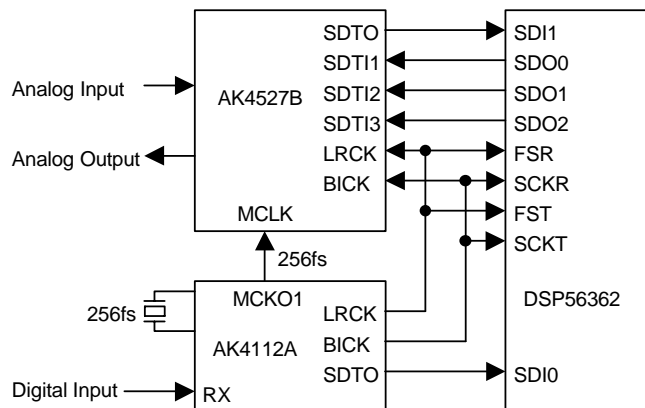 SDTO SDI1
SDTI1 SDO0
Analog Input AK4527B SDTI2 SDO1
SDTI3 SDO2
Analog Output LRCK FSR
BICK SCKR
MCLK FST
SCKT
256fs
MCKO1 DSP56362
256fs LRCK
AK4112A BICK
Digital Input RX SDTO SDI0